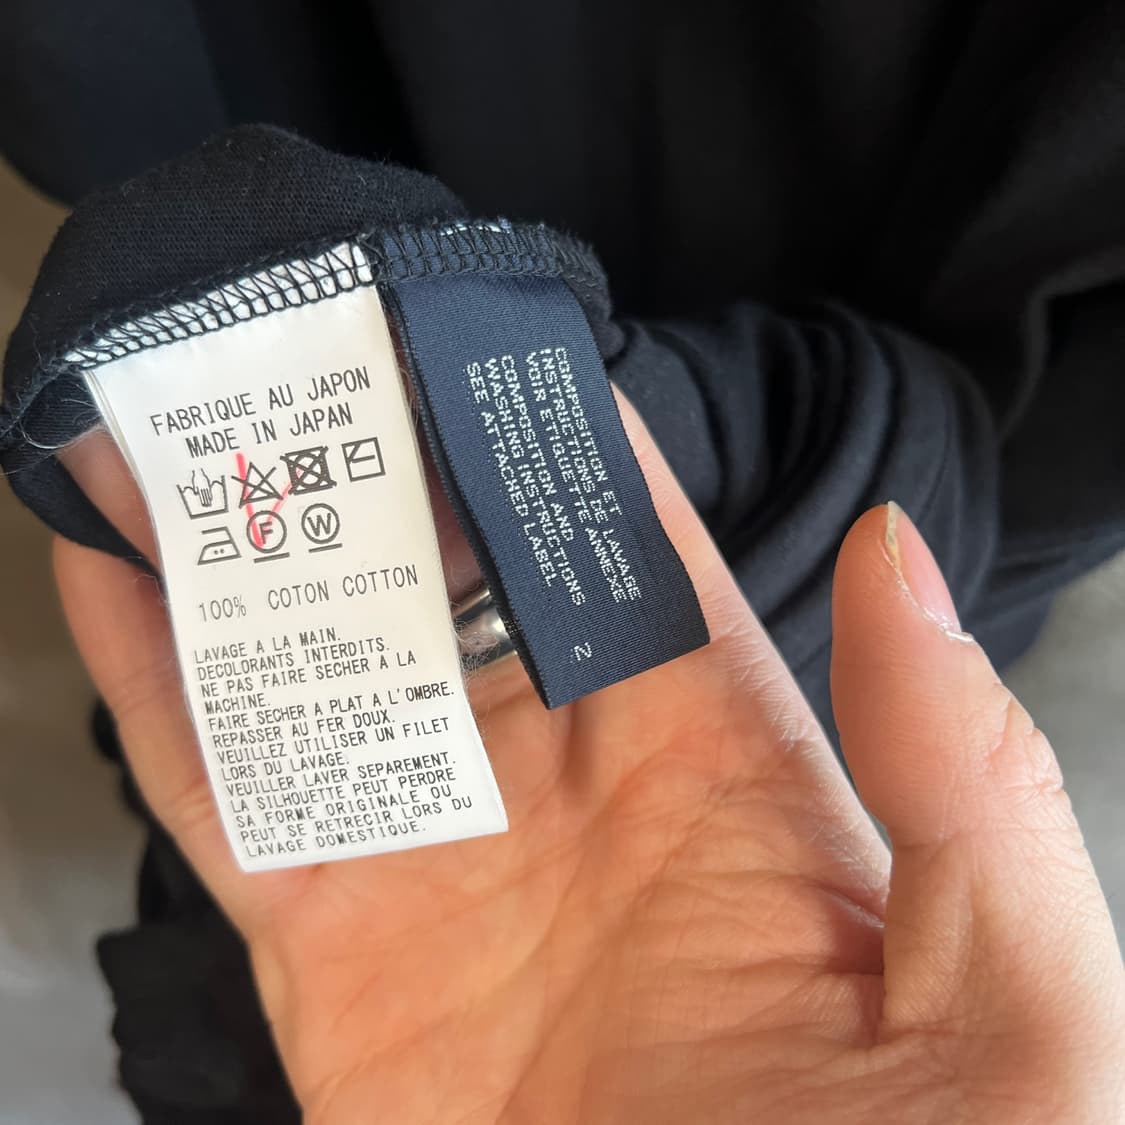 FABRIQUE AU JAPON
MADE IN JAPAN
F W
100% COTON COTTON
LAVAGE A LA MAIN.
DECOLORANTS INTERDITS.
NE PAS FAIRE SECHER A LA
MACHINE.
FAIRE SECHER A PLAT A L'OMBRE.
REPASSER AU FER DOUX.
VEUILLEZ UTILISER UN FILET
LORS DU LAVAGE.
VEUILLER LAVER SEPAREMENT.
LA SILHOUETTE PEUT PERDRE
SA FORME ORIGINALE OU
PEUT SE RETRECIR LORS DU
LAVAGE DOMESTIQUE.
COMPOSITION ET LAVAGE
INSTRUCTIONS DE
VOIR ETIQUETTE ANNEXE
COMPOSITION AND
WASHING INSTRUCTIONS
SEE ATTACHED LABEL
2